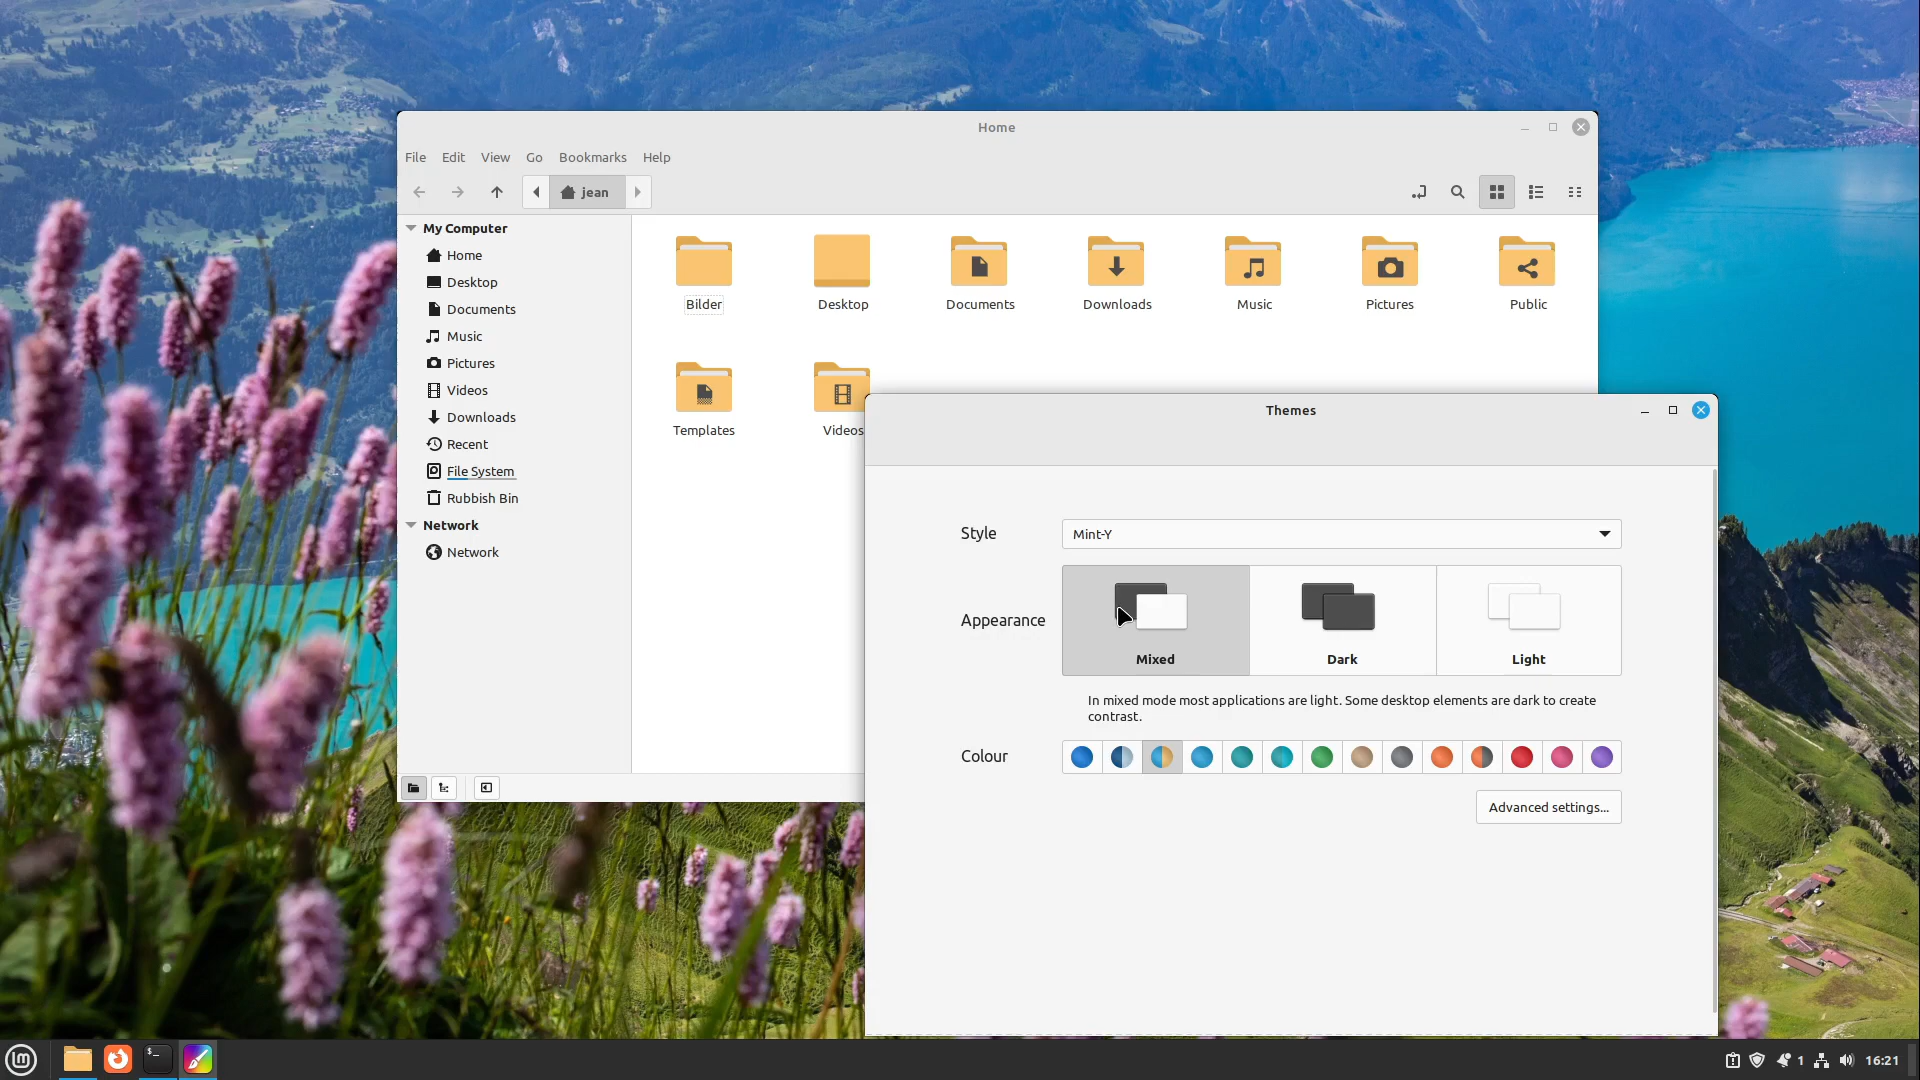 Home
File Edit View Go Bookmarks Help
jean
My Computer
Home
Desktop
Documents
Music
Pictures
Videos
Downloads
Recent
File System
Rubbish Bin
Network
Network
Bilder Desktop Documents Downloads Music Pictures Public
Templates Videos
Themes
Style Mint-Y
Appearance
Mixed Dark Light
In mixed mode most applications are light. Some desktop elements are dark to create
contrast.
Colour
Advanced settings...
1 16:21